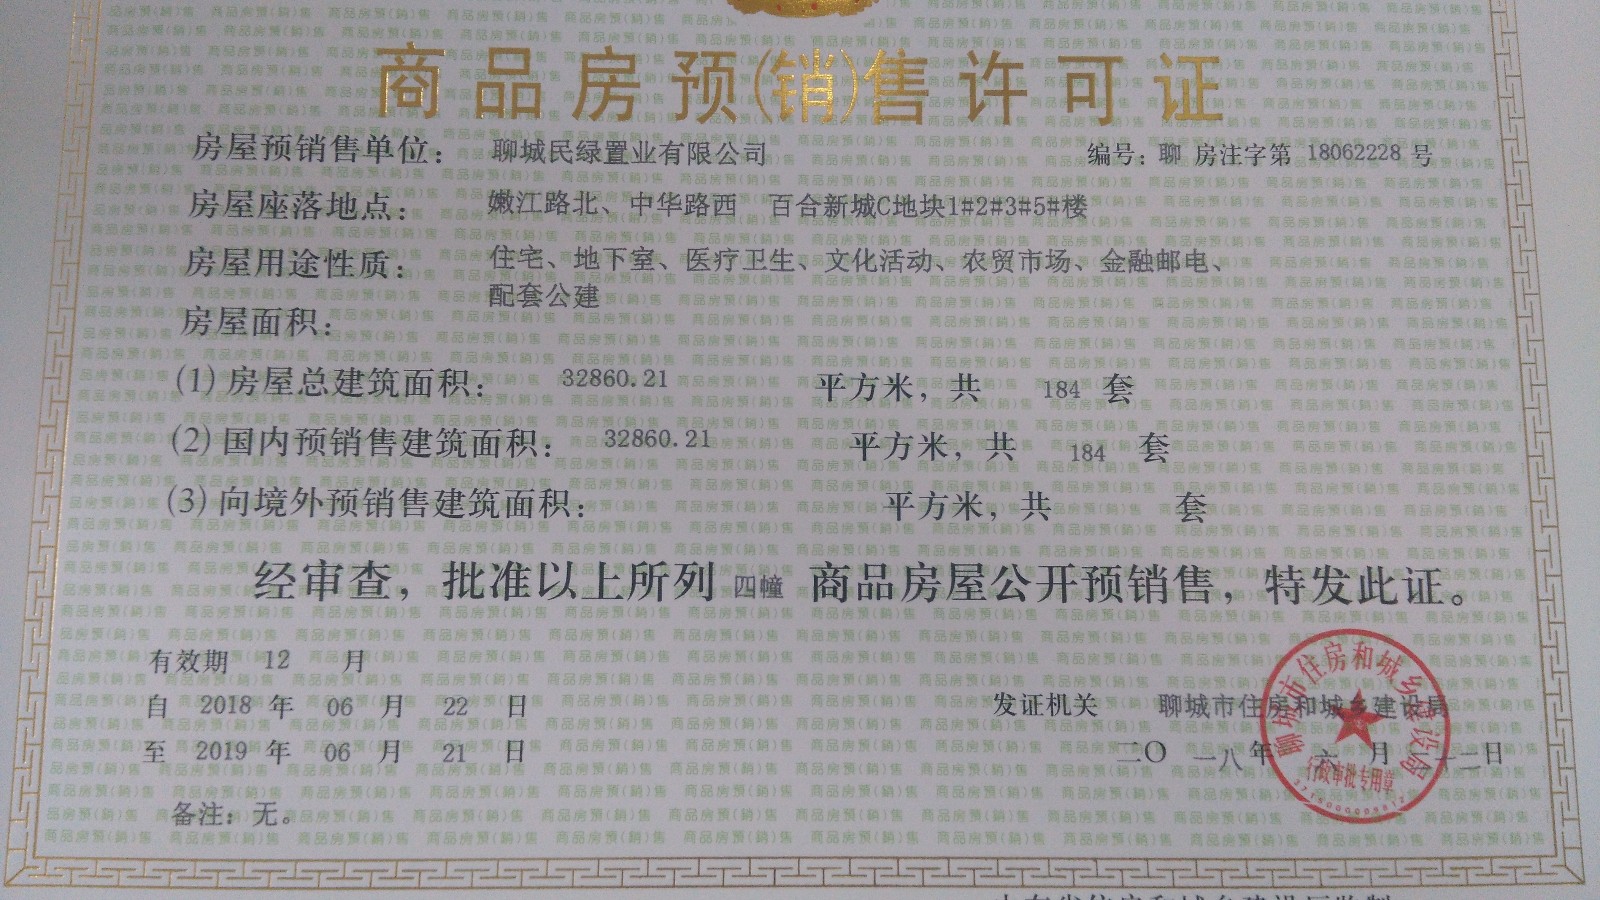 商品房预(销)售许可证
房屋预销售单位： 聊城民绿置业有限公司 编号：聊 房注字第 18062228 号
房屋座落地点： 嫩江路北、中华路西 百合新城C地块1#2#3#5#楼
房屋用途性质： 住宅、地下室、医疗卫生、文化活动、农贸市场、金融邮电、
配套公建
房屋面积：
(1) 房屋总建筑面积： 32860.21 平方米，共 184 套
(2) 国内预销售建筑面积： 32860.21 平方米，共 184 套
(3) 向境外预销售建筑面积： 平方米，共 套
经审查，批准以上所列 四幢 商品房屋公开预销售，特发此证。
有效期 12 月
自 2018 年 06 月 22 日
至 2019 年 06 月 21 日
发证机关 聊城市住房和城乡建设局
二〇一八年 六 月 二十二日
聊城市住房和城乡建设局
行政审批专用章
备注：无。